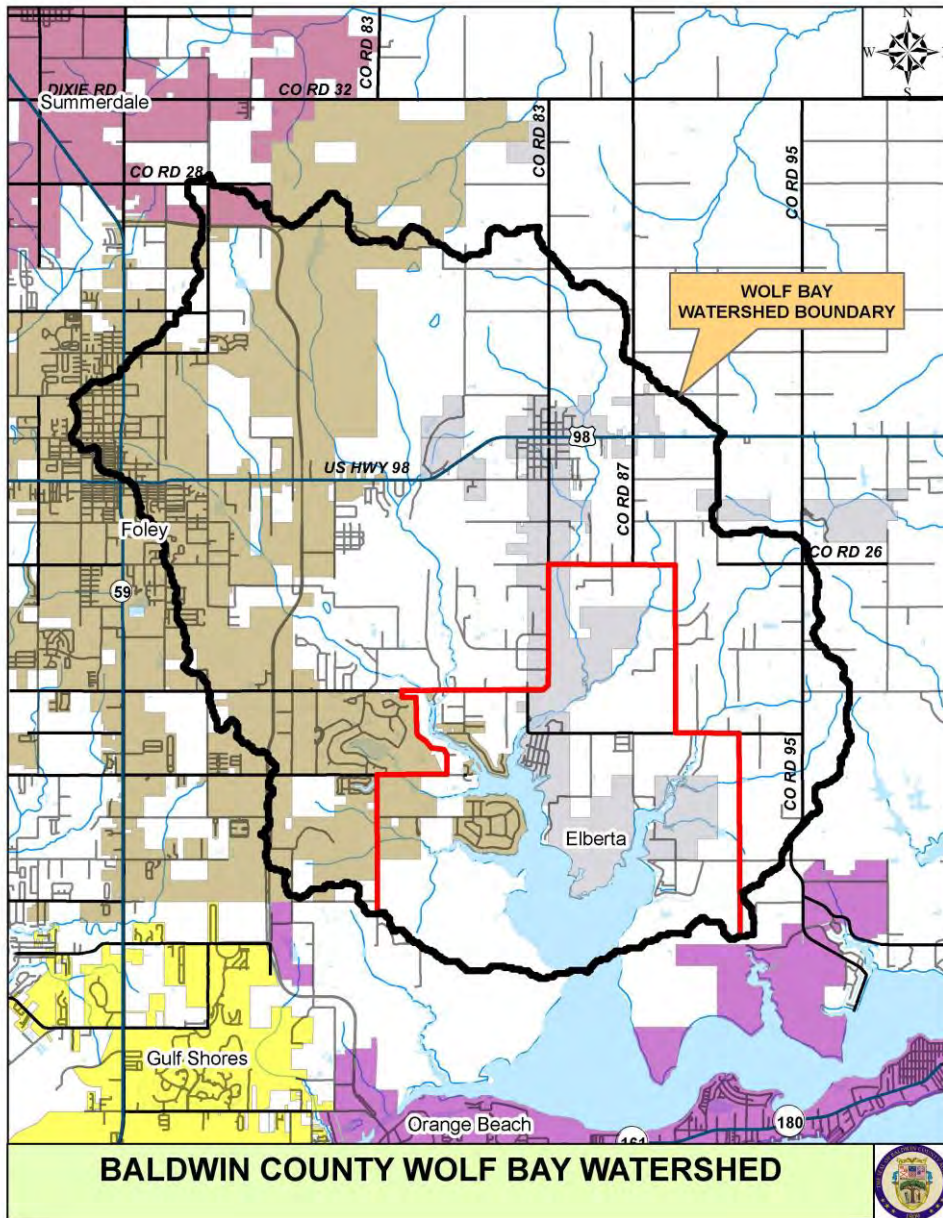 N
W
S
CO RD 83
DIXIE RD
CO RD 32
Summerdale
CO RD 83
CO RD 95
CO RD 28
WOLF BAY
WATERSHED BOUNDARY
98
US HWY 98
CO RD 87
Foley
CO RD 26
59
CO RD 95
Elberta
Gulf Shores
Orange Beach
180
161
BALDWIN COUNTY WOLF BAY WATERSHED